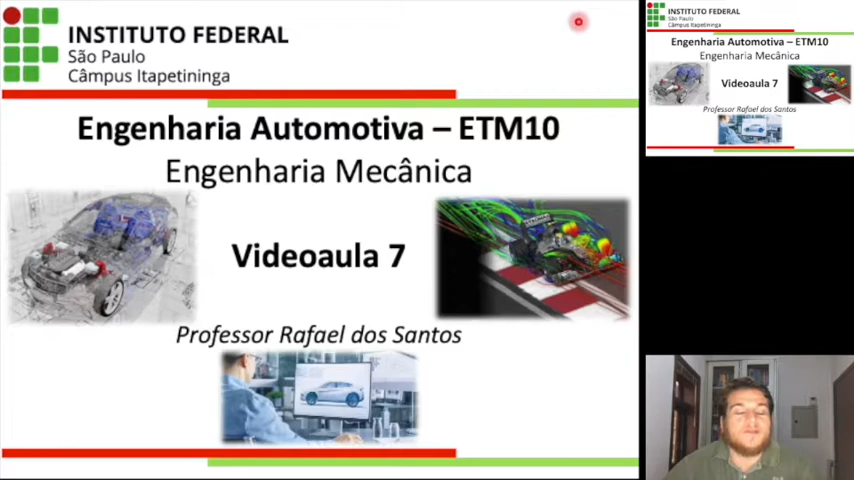 INSTITUTO FEDERAL
São Paulo
Câmpus Itapetininga
Engenharia Automotiva – ETM10
Engenharia Mecânica
Videoaula 7
Professor Rafael dos Santos
INSTITUTO FEDERAL
São Paulo
Câmpus Itapetininga
Engenharia Automotiva – ETM10
Engenharia Mecânica
Videoaula 7
Professor Rafael dos Santos